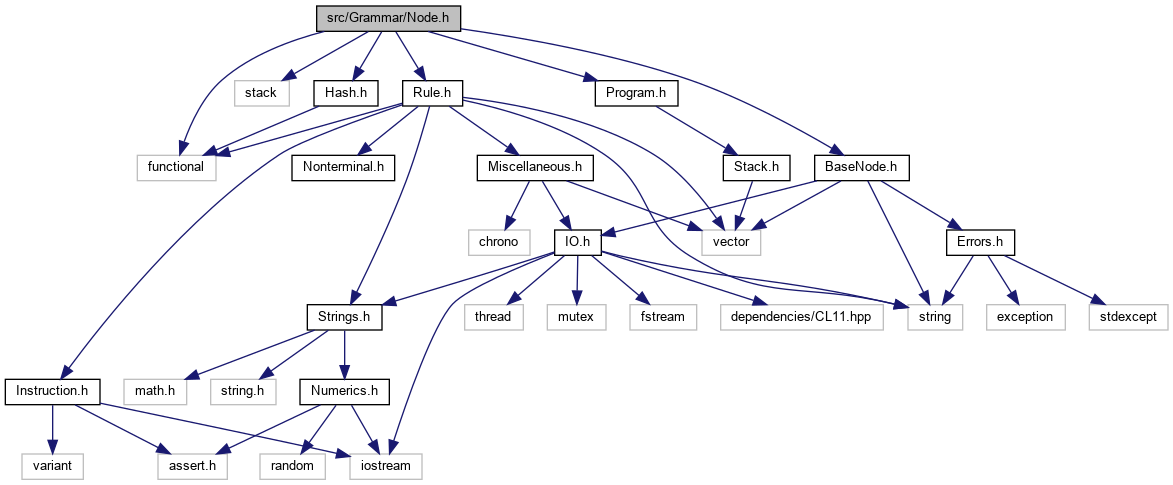 src/Grammar/Node.h
stack
Hash.h
Rule.h
Program.h
functional
Nonterminal.h
Miscellaneous.h
Stack.h
BaseNode.h
chrono
IO.h
vector
Errors.h
Strings.h
thread
mutex
fstream
dependencies/CL11.hpp
string
exception
stdexcept
Instruction.h
math.h
string.h
Numerics.h
variant
assert.h
random
iostream